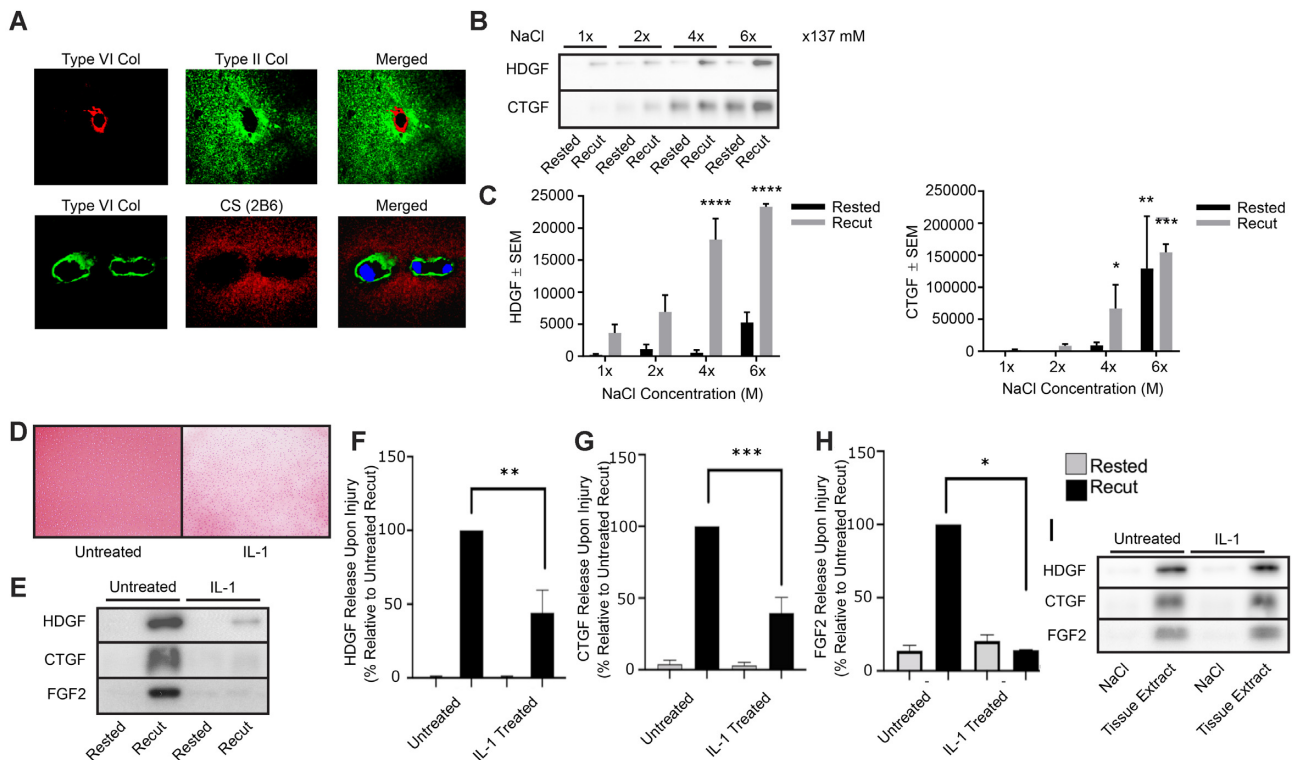 A
Type VI Col Type II Col Merged
Type VI Col CS (2B6) Merged
B
NaCl 1x 2x 4x 6x x137 mM
HDGF
CTGF
Rested Recut Rested Recut Rested Recut Rested Recut
C
HDGF ± SEM
25000
20000
15000
10000
5000
0
**** ****
Rested
Recut
1x 2x 4x 6x
NaCl Concentration (M)
CTGF ± SEM
250000
200000
150000
100000
50000
0
* ** ***
Rested
Recut
1x 2x 4x 6x
NaCl Concentration (M)
D
Untreated IL-1
E
Untreated IL-1
HDGF
CTGF
FGF2
Rested Recut Rested Recut
F
HDGF Release Upon Injury
(% Relative to Untreated Recut)
150
100
50
0
**
Untreated IL-1 Treated
G
CTGF Release Upon Injury
(% Relative to Untreated Recut)
150
100
50
0
***
Untreated IL-1 Treated
H
FGF2 Release Upon Injury
(% Relative to Untreated Recut)
150
100
50
0
*
Untreated IL-1 Treated
Rested
Recut
I
Untreated IL-1
HDGF
CTGF
FGF2
NaCl Tissue Extract NaCl Tissue Extract